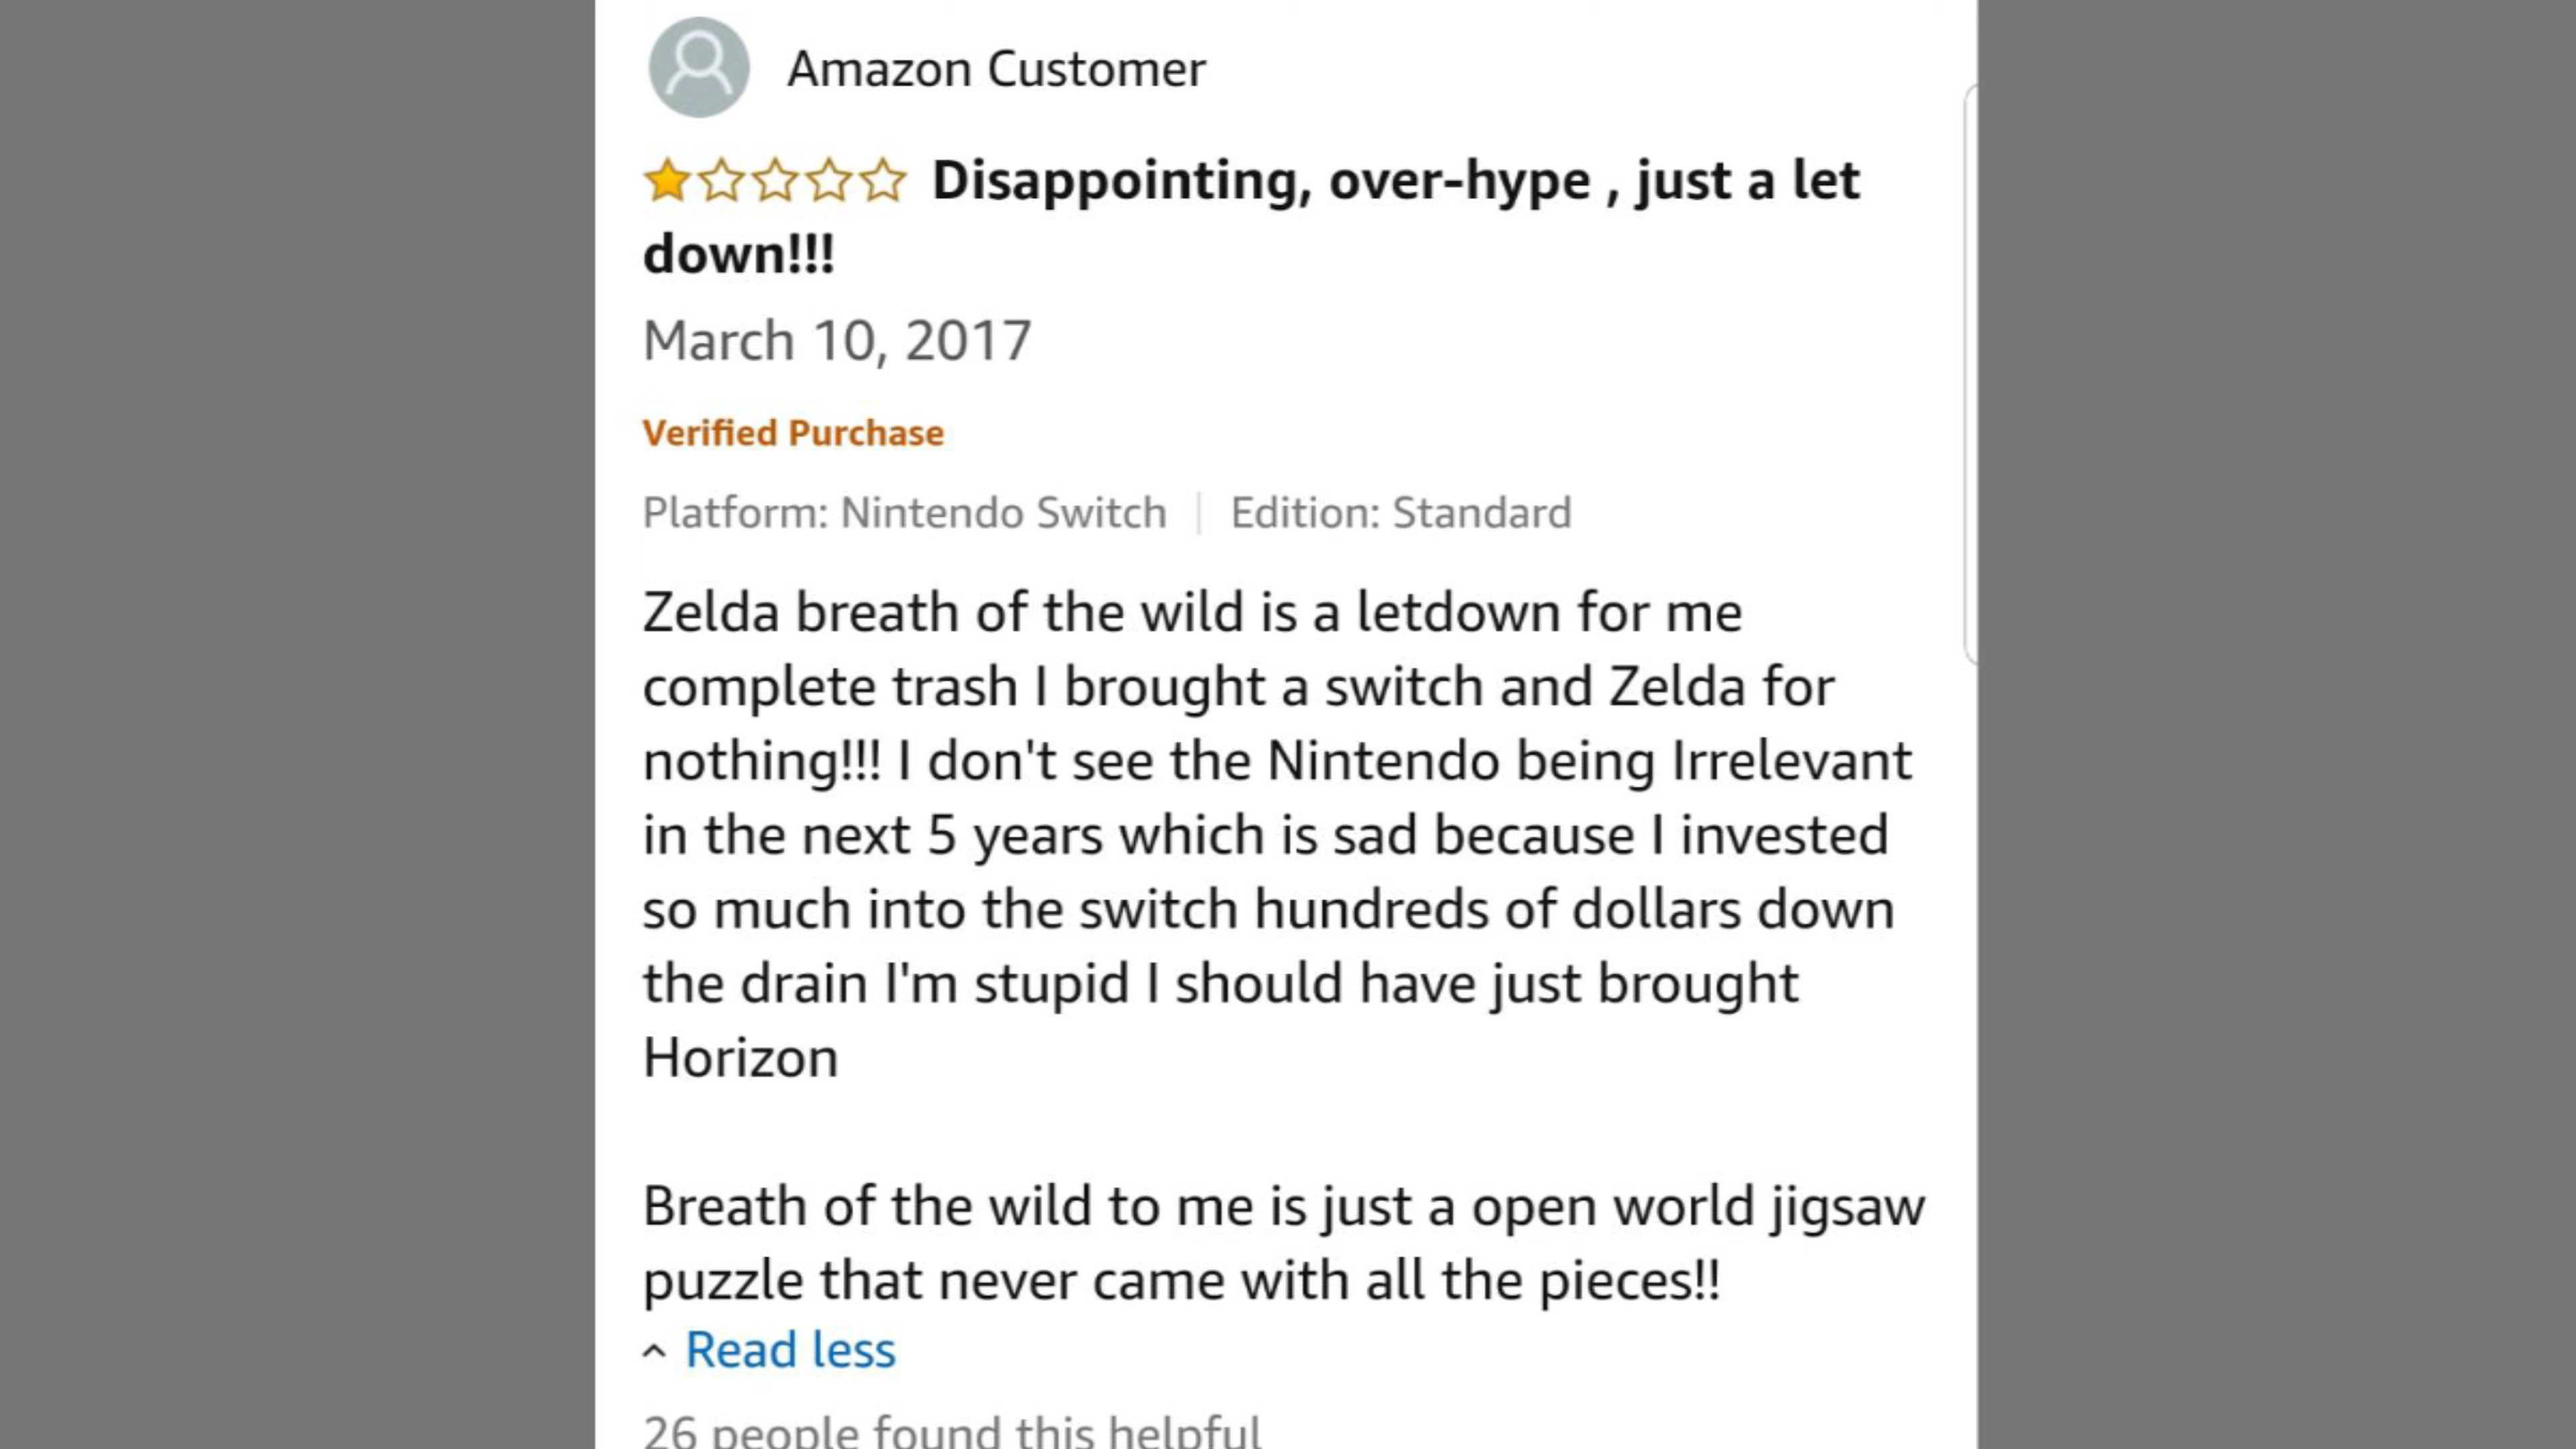 Amazon Customer
Disappointing, over-hype , just a let
down!!!
March 10, 2017
Verified Purchase
Platform: Nintendo Switch | Edition: Standard
Zelda breath of the wild is a letdown for me
complete trash I brought a switch and Zelda for
nothing!!! I don't see the Nintendo being Irrelevant
in the next 5 years which is sad because I invested
so much into the switch hundreds of dollars down
the drain I'm stupid I should have just brought
Horizon
Breath of the wild to me is just a open world jigsaw
puzzle that never came with all the pieces!!
Read less
26 people found this helpful